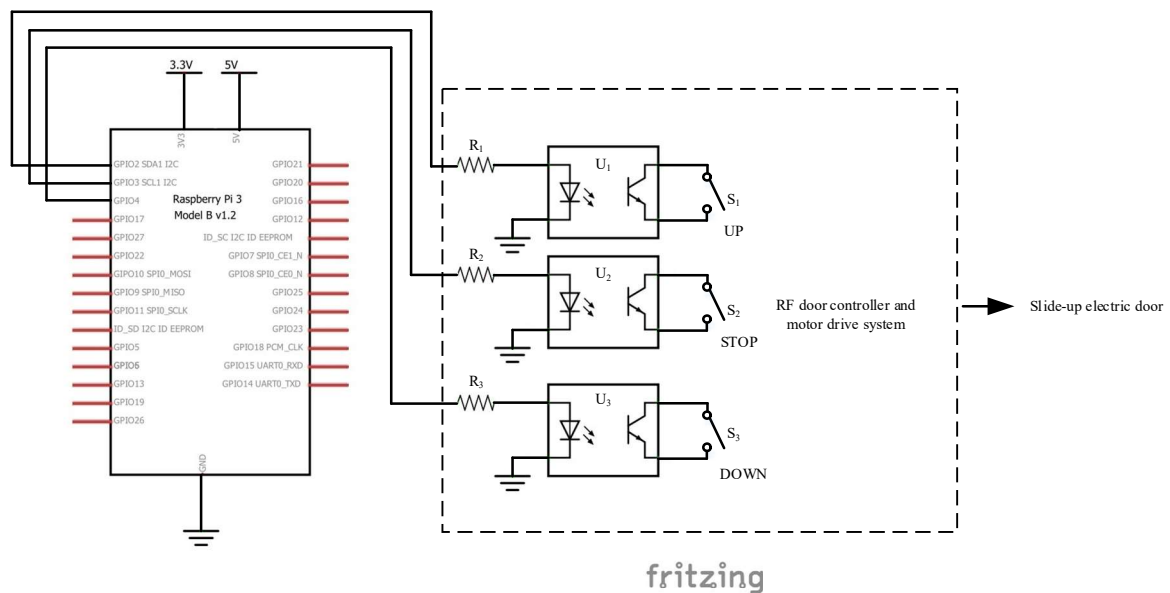 3.3V
5V
3V3
5V
GPIO2 SDA1 I2C
GPIO3 SCL1 I2C
GPIO4
GPIO17
GPIO27
GPIO22
GIPO10 SPI0_MOSI
GPIO9 SPI0_MISO
GPIO11 SPI0_SCLK
ID_SD I2C ID EEPROM
GPIO5
GPIO6
GPIO13
GPIO19
GPIO26
Raspberry Pi 3
Model B v1.2
GPIO21
GPIO20
GPIO16
GPIO12
ID_SC I2C ID EEPROM
GPIO7 SPI0_CE1_N
GPIO8 SPI0_CE0_N
GPIO25
GPIO24
GPIO23
GPIO18 PCM_CLK
GPIO15 UART0_RXD
GPIO14 UART0_TXD
GND
R1
U1
S1
UP
R2
U2
S2
STOP
R3
U3
S3
DOWN
RF door controller and
motor drive system
Slide-up electric door
fritzing